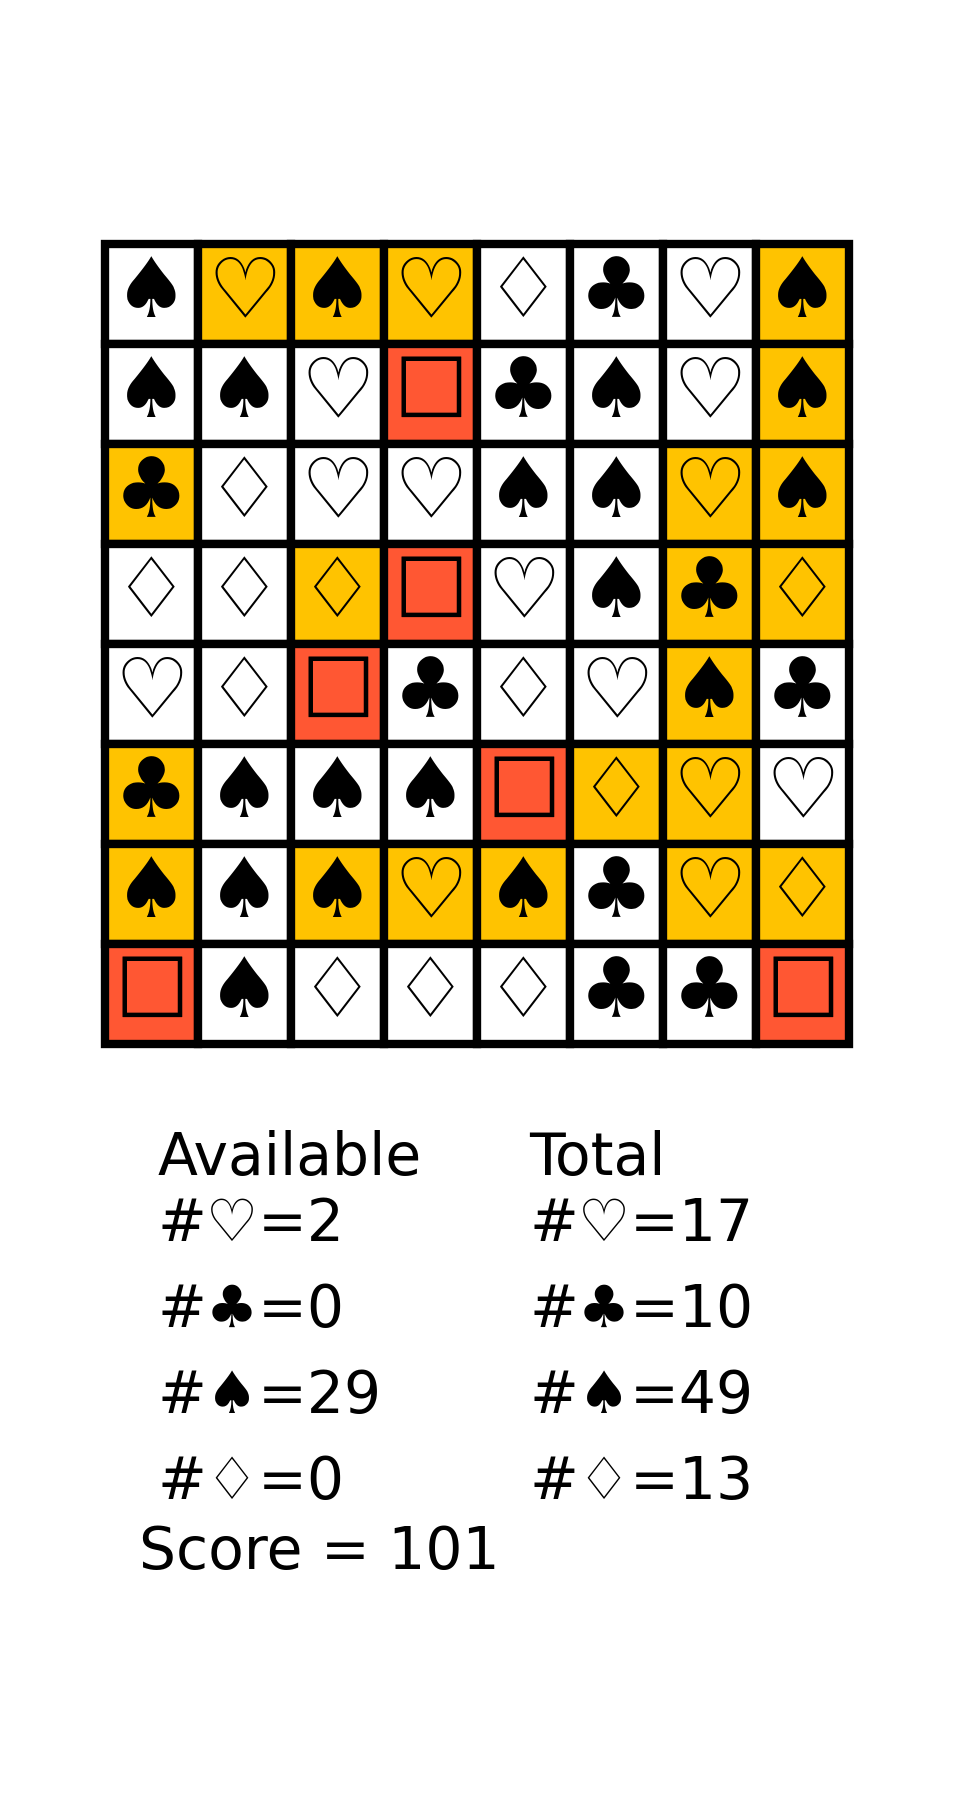 ♠ ♡ ♠ ♡ ♢ ♣ ♡ ♠
♠ ♠ ♡ □ ♣ ♠ ♡ ♠
♣ ♢ ♡ ♡ ♠ ♠ ♡ ♠
♢ ♢ ♢ □ ♡ ♠ ♣ ♢
♡ ♢ □ ♣ ♢ ♡ ♠ ♣
♣ ♠ ♠ ♠ □ ♢ ♡ ♡
♠ ♠ ♠ ♡ ♠ ♣ ♡ ♢
□ ♠ ♢ ♢ ♢ ♣ ♣ □
Available Total
#♡=2 #♡=17
#♣=0 #♣=10
#♠=29 #♠=49
#♢=0 #♢=13
Score = 101